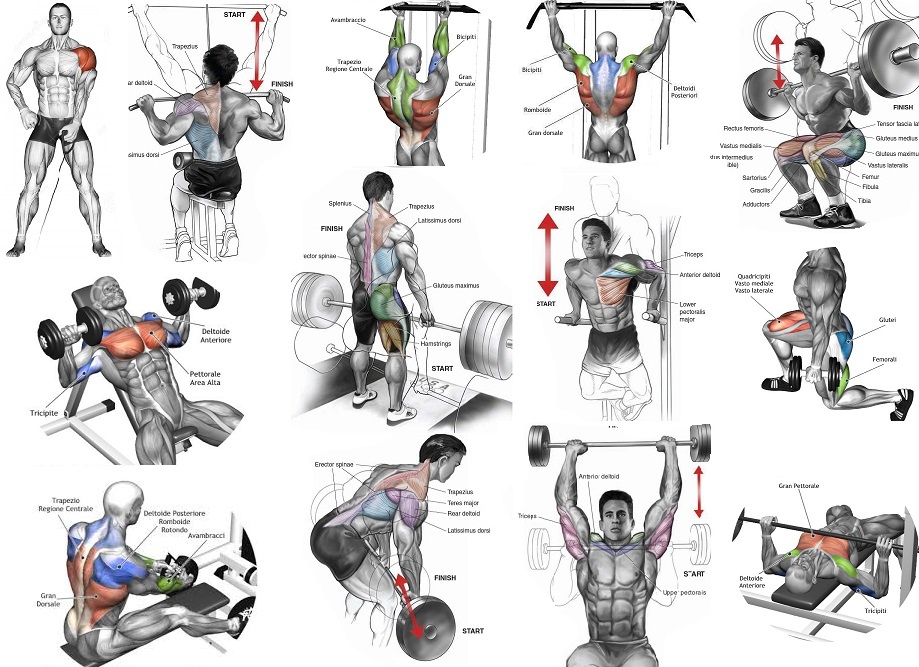 START
Trapezius
ar deltoid
FINISH
simus dorsi
Avambraccio
Bicipiti
Trapezio
Regione Centrale
Gran
Dorsale
Bicipiti
Deltoidi
Posteriori
Romboide
Gran dorsale
FINISH
Rectus femoris
Tensor fascia lat
Vastus medialis
Gluteus medius
dus intermedius
ible)
Gluteus maximu
Vastus lateralis
Sartorius
Femur
Gracilis
Fibula
Adductors
Tibia
Deltoide
Anteriore
Pettorale
Area Alta
Tricipite
Splenius
Trapezius
Latissimus dorsi
FINISH
ector spinae
Gluteus maximus
Hamstrings
START
FINISH
Triceps
Anterior deltoid
START
Lower
pectoralis
major
Quadricipiti
Vasto mediale
Vasto laterale
Glutei
Femorali
Trapezio
Regione Centrale
Deltoide Posteriore
Romboide
Rotondo
Avambracci
Gran
Dorsale
Erector spinae
Trapezius
Teres major
Rear deltoid
Latissimus dorsi
FINISH
START
Anterior deltoid
Triceps
START
Upper pectoralis
Gran Pettorale
Deltoide
Anteriore
Tricipiti